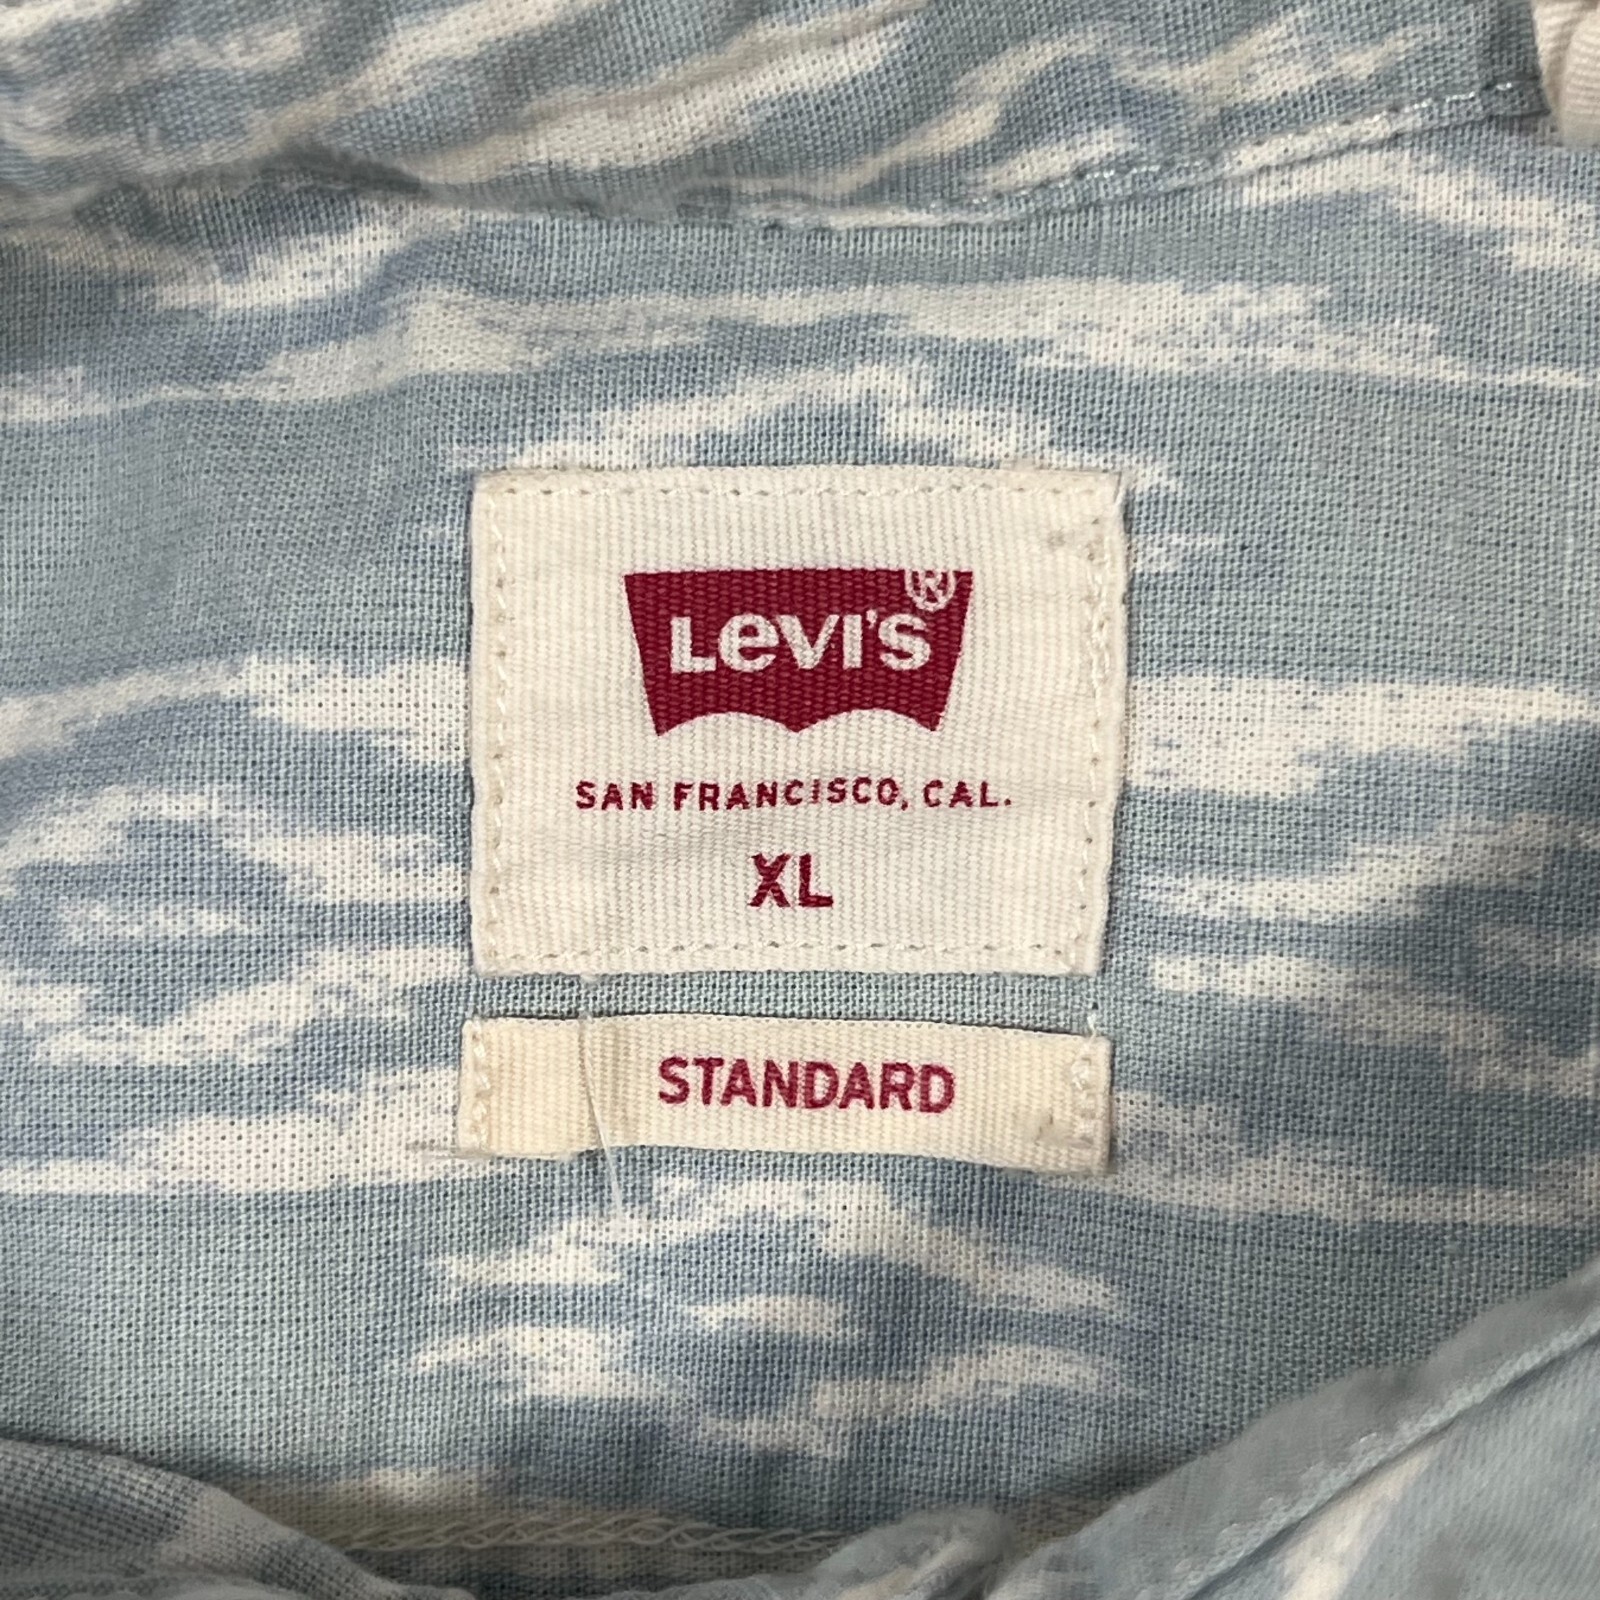 Levi's®
SAN FRANCISCO, CAL.
XL
STANDARD